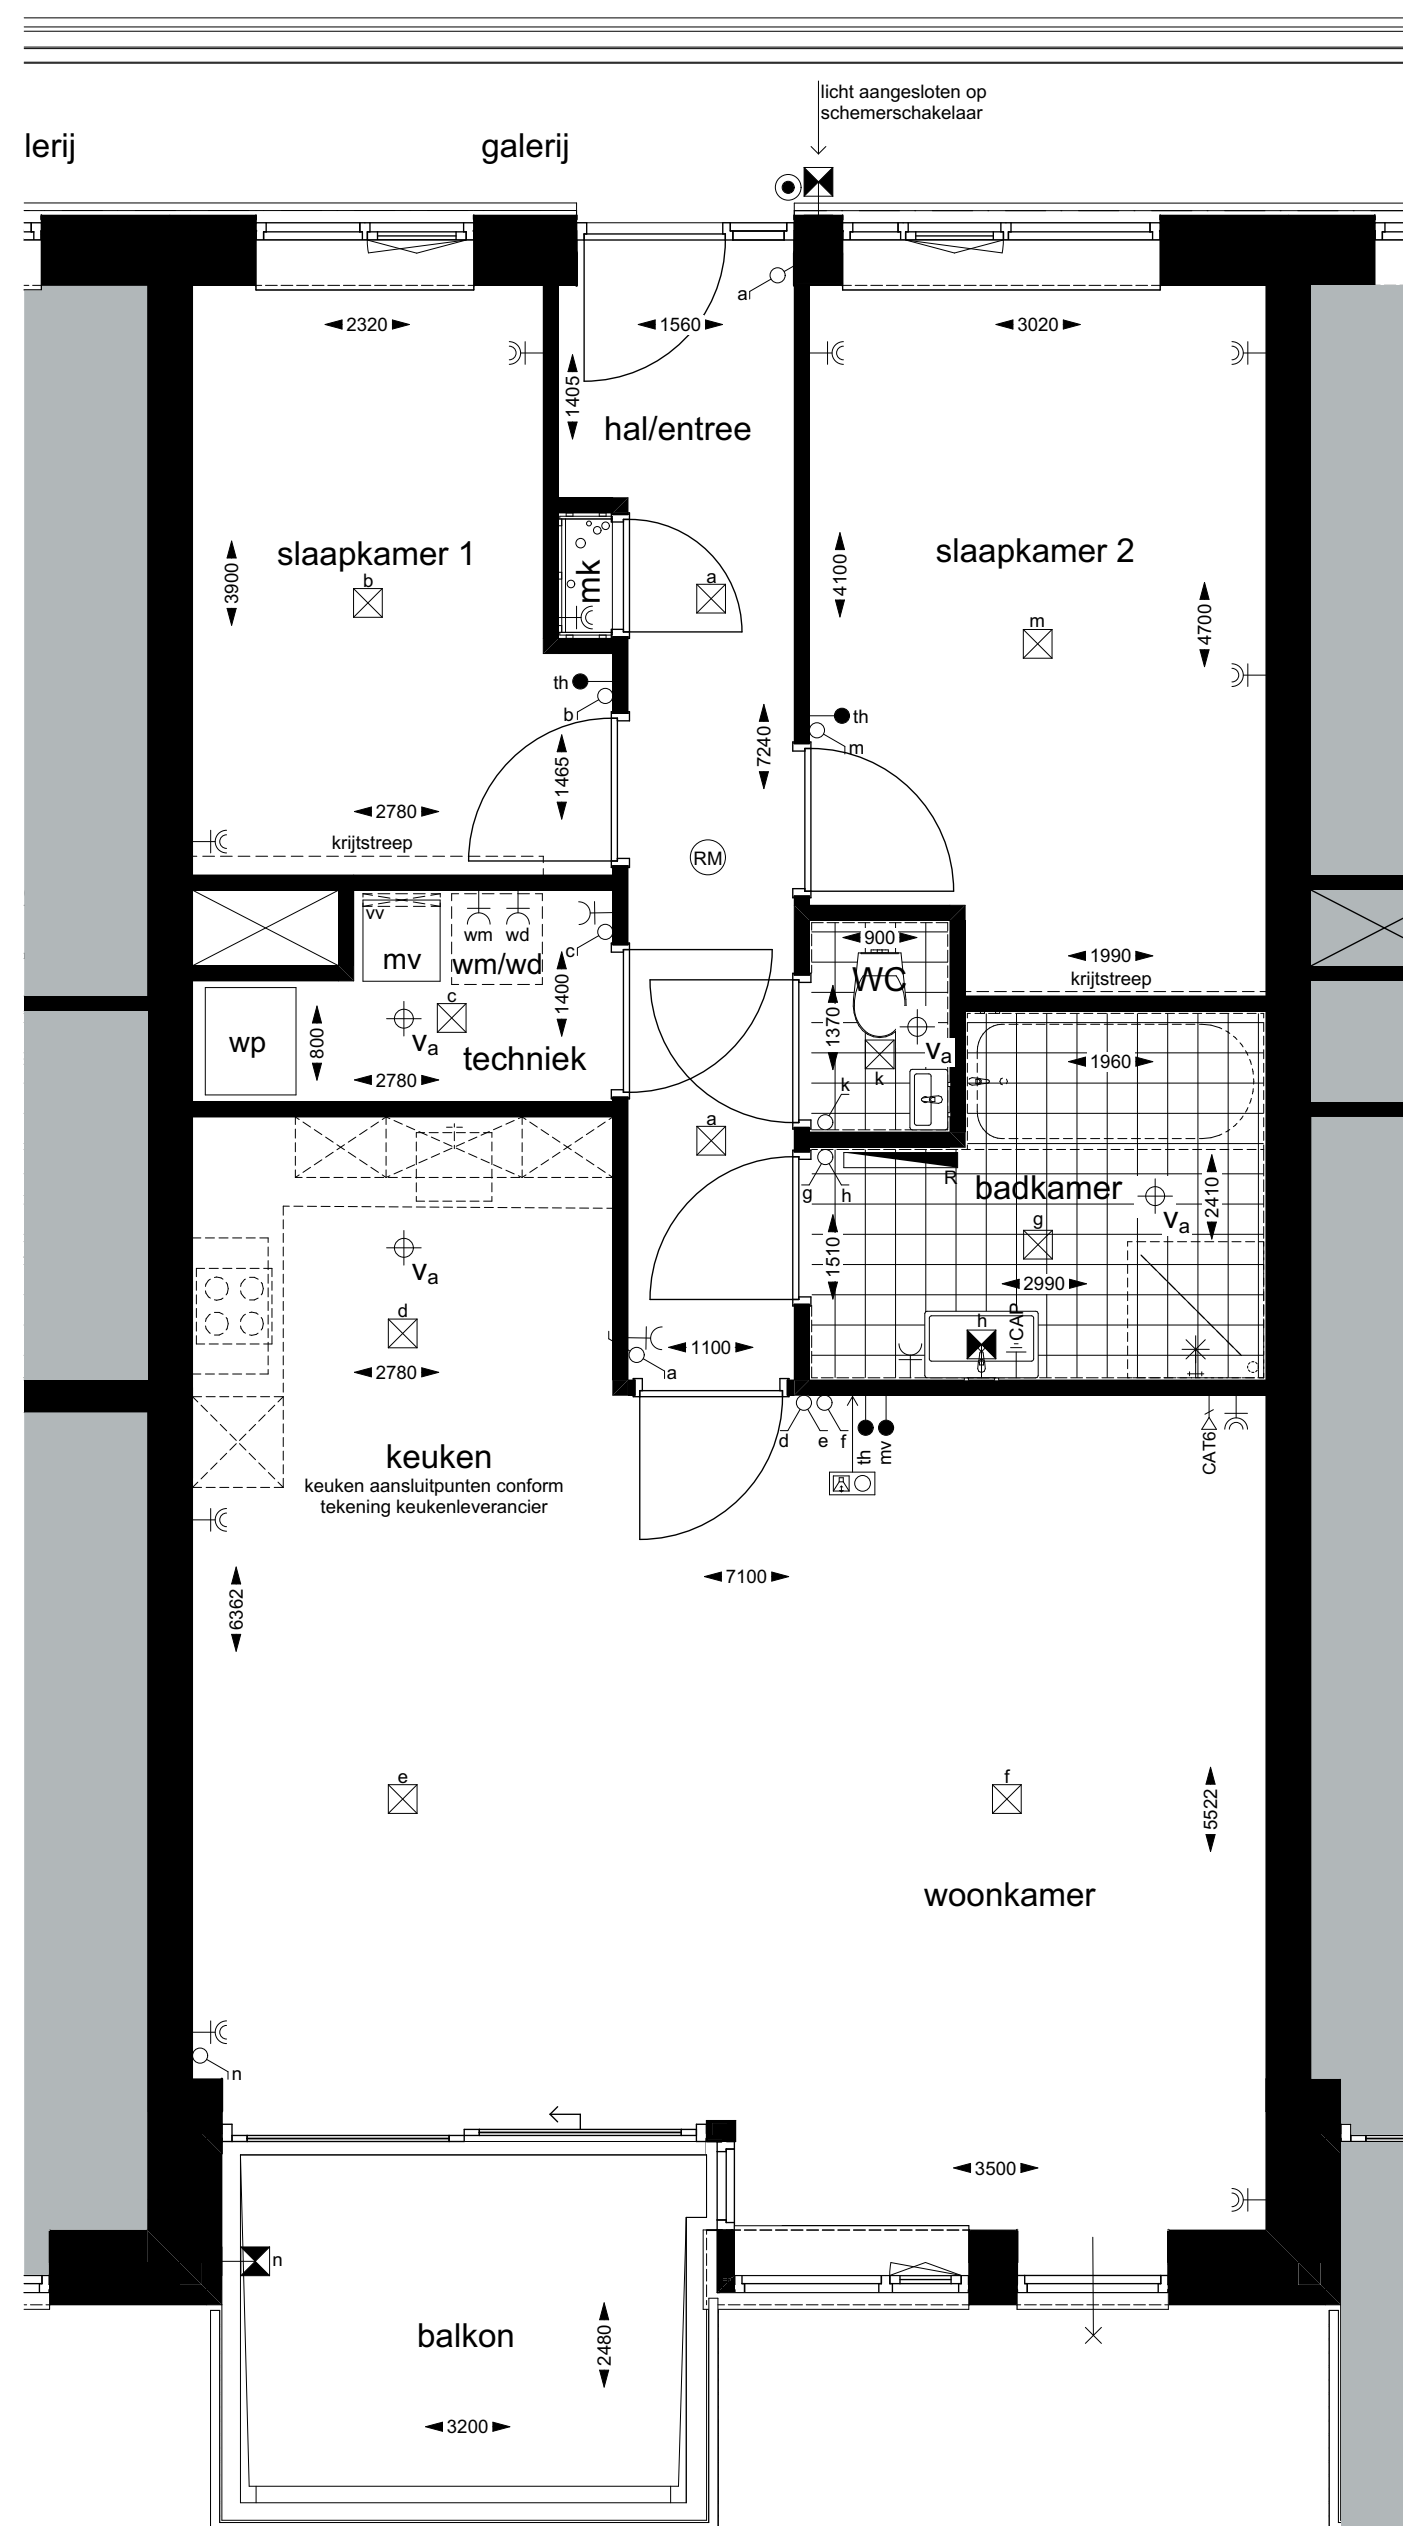 licht aangesloten op
schemerschakelaar
lerij
galerij
a
2320
1560
3020
1405
hal/entree
slaapkamer 1
b
3900
mk
a
4100
slaapkamer 2
m
4700
th
b
th
m
1465
7240
2780
krijtstreep
RM
vv
mv
wm
wd
wm/wd
c
1400
c
900
WC
1990
krijtstreep
wp
800
va
techniek
2780
1370
va
k
k
1960
a
g
h
R
badkamer
2410
va
g
1510
2990
va
d
2780
h
CAP
1100
a
keuken
keuken aansluitpunten conform
tekening keukenleverancier
d
e
f
th
mv
CAT6
7100
6362
e
f
5522
woonkamer
n
3500
n
balkon
2480
3200